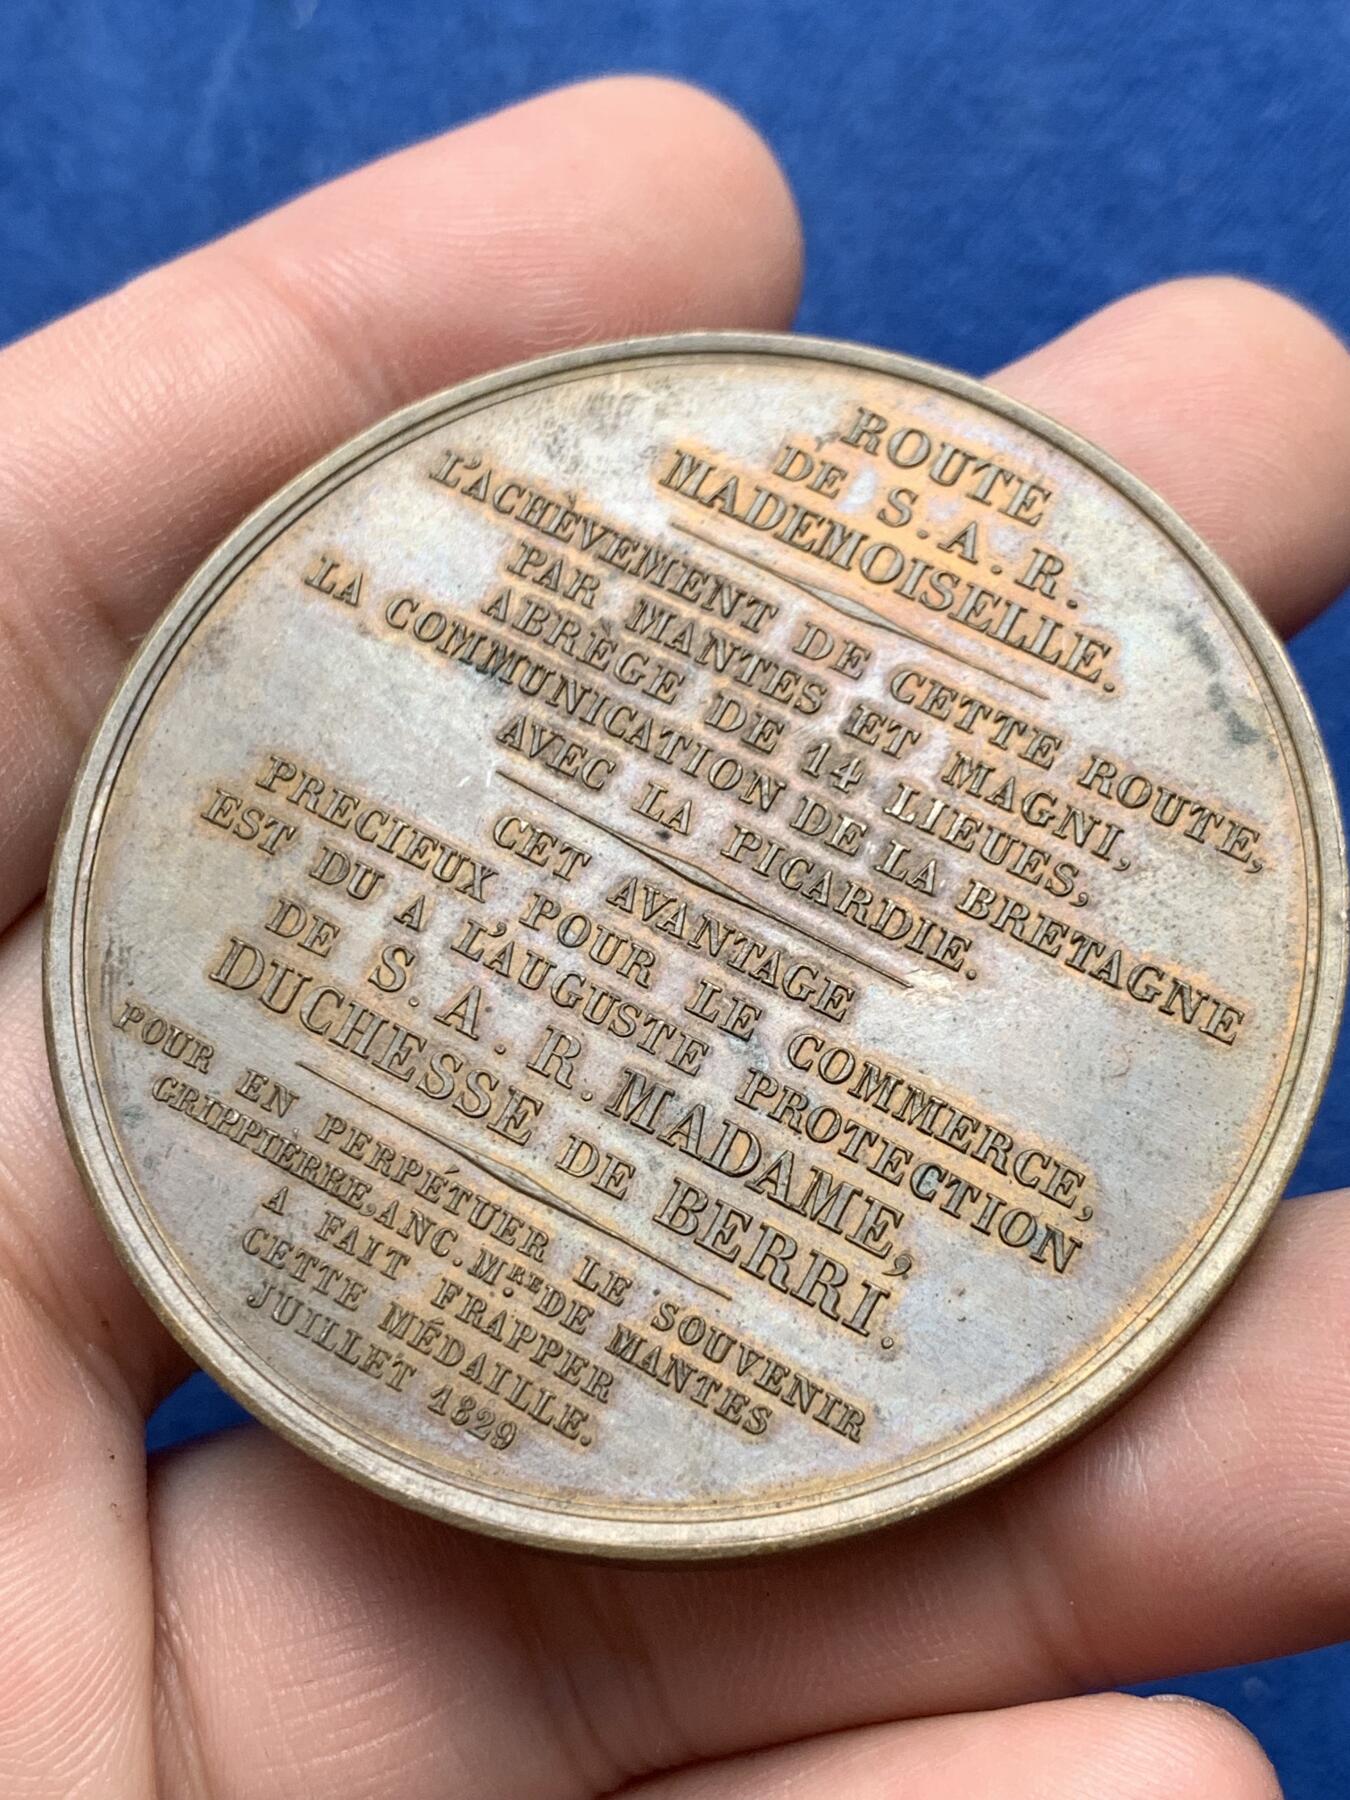 ROUTE
DE S.A.R.
MADEMOISELLE.
L'ACHÈVEMENT DE CETTE ROUTE,
PAR MANTES ET MAGNI,
ABRÈGE DE 14 LIEUES,
LA COMMUNICATION DE LA BRETAGNE
AVEC LA PICARDIE.
CET AVANTAGE
PRECIEUX POUR LE COMMERCE,
EST DU A L'AUGUSTE PROTECTION
DE S.A.R. MADAME,
DUCHESSE DE BERRI.
POUR EN PERPÉTUER LE SOUVENIR
GRIPPIERRE, ANC. MRE. DE MANTES
A FAIT FRAPPER
CETTE MÉDAILLE.
JUILLET 1829